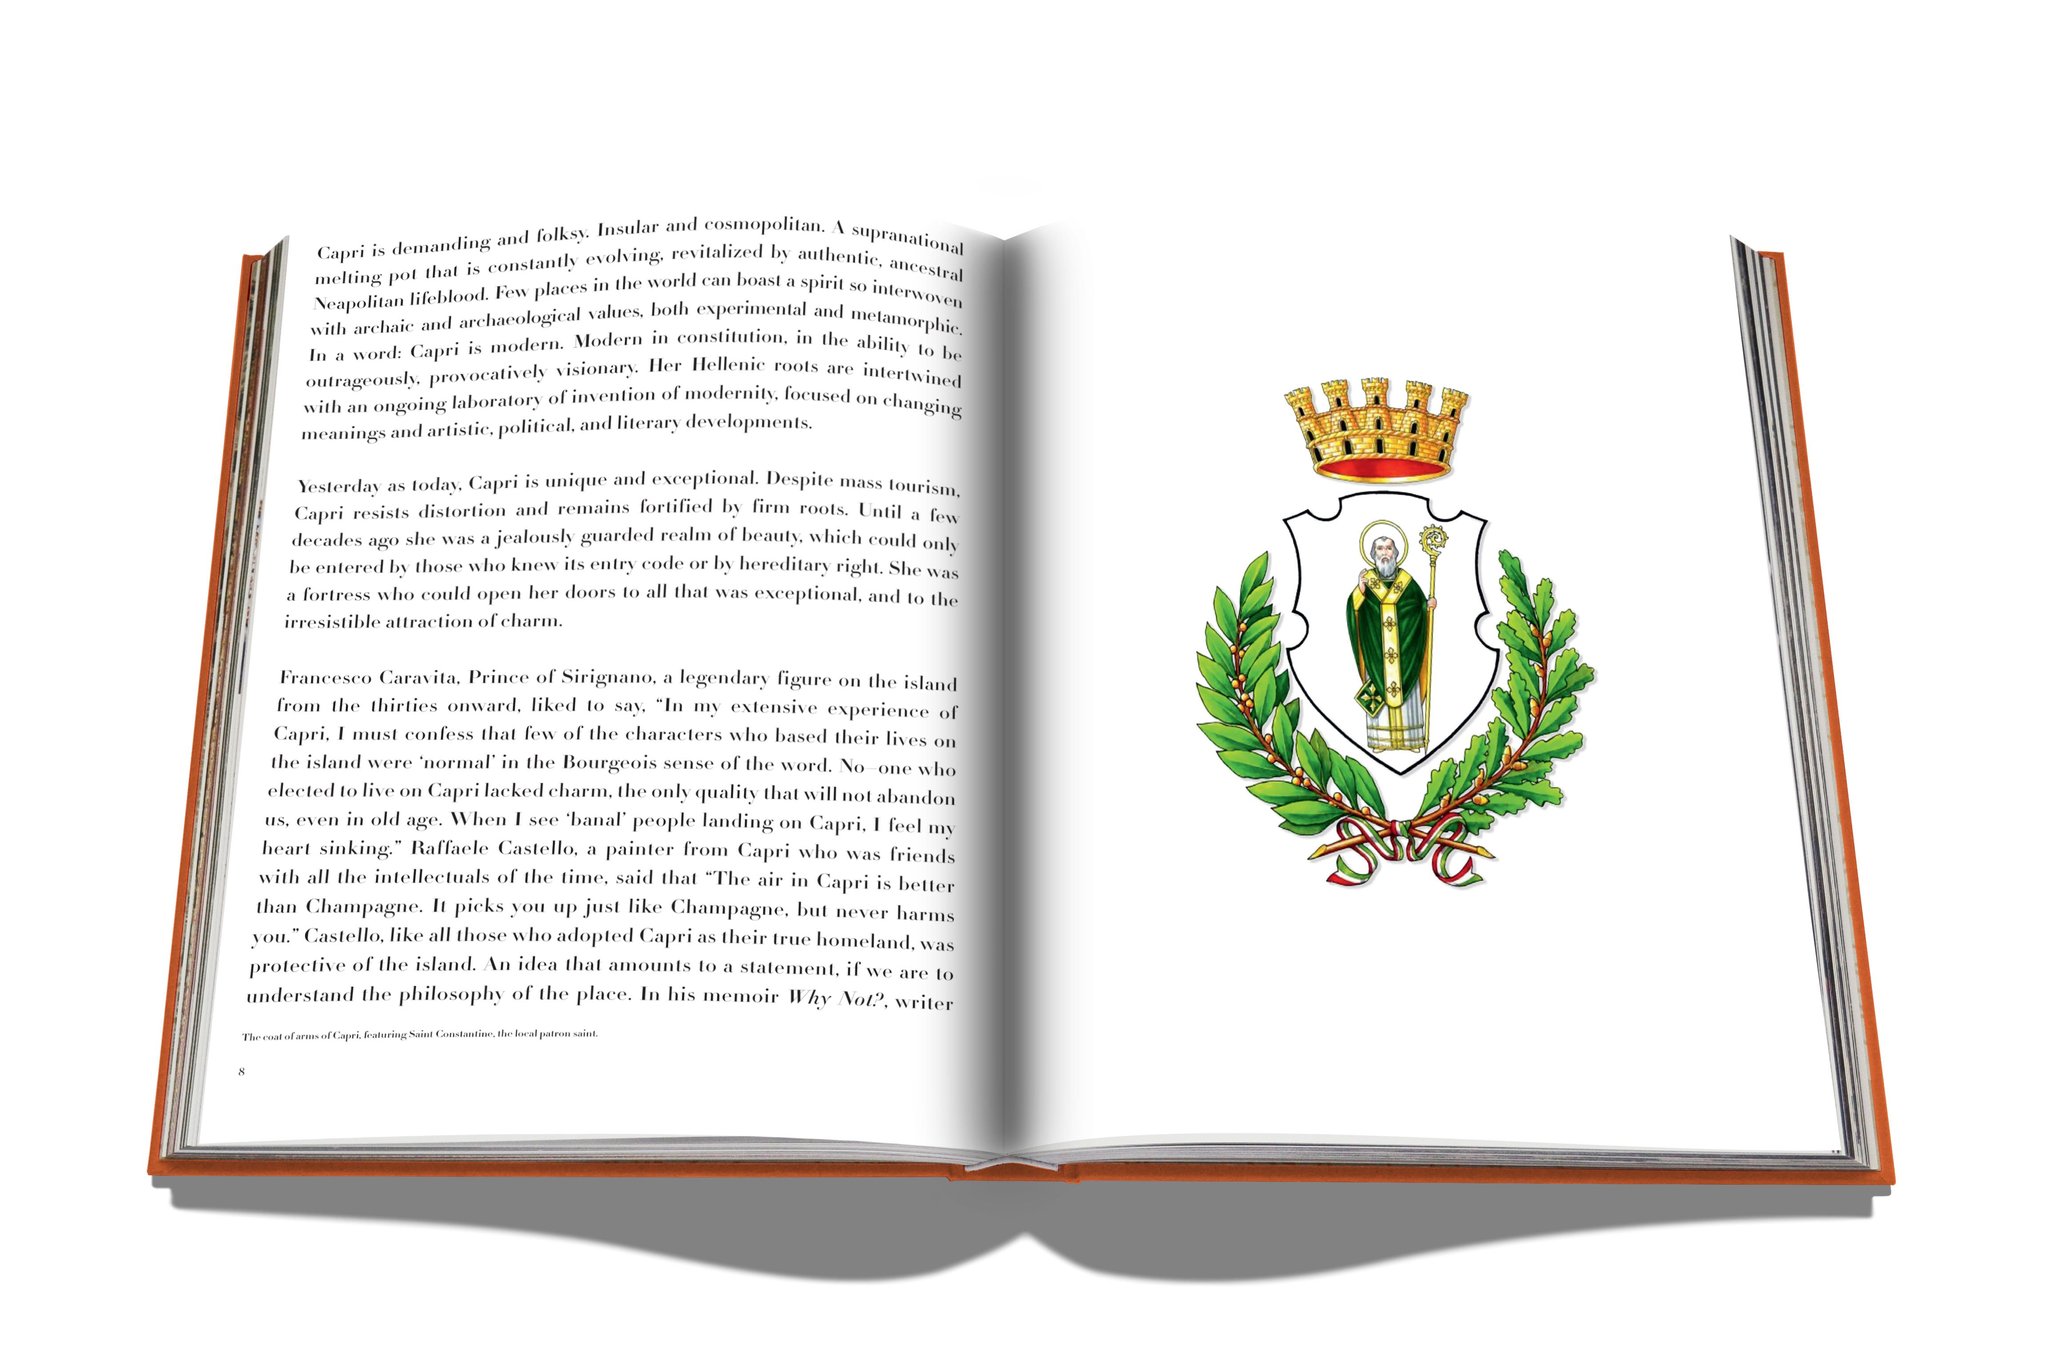 Capri is demanding and folksy. Insular and cosmopolitan. A supranational
melting pot that is constantly evolving, revitalized by authentic, ancestral
Neapolitan lifeblood. Few places in the world can boast a spirit so interwoven
with archaic and archaeological values, both experimental and metamorphic.
In a word: Capri is modern. Modern in constitution, in the ability to be
outrageously, provocatively visionary. Her Hellenic roots are intertwined
with an ongoing laboratory of invention of modernity, focused on changing
meanings and artistic, political, and literary developments.
Yesterday as today, Capri is unique and exceptional. Despite mass tourism,
Capri resists distortion and remains fortified by firm roots. Until a few
decades ago she was a jealously guarded realm of beauty, which could only
be entered by those who knew its entry code or by hereditary right. She was
a fortress who could open her doors to all that was exceptional, and to the
irresistible attraction of charm.
Francesco Caravita, Prince of Sirignano, a legendary figure on the island
from the thirties onward, liked to say, “In my extensive experience of
Capri, I must confess that few of the characters who based their lives on
the island were ‘normal’ in the Bourgeois sense of the word. No–one who
elected to live on Capri lacked charm, the only quality that will not abandon
us, even in old age. When I see ‘banal’ people landing on Capri, I feel my
heart sinking.” Raffaele Castello, a painter from Capri who was friends
with all the intellectuals of the time, said that “The air in Capri is better
than Champagne. It picks you up just like Champagne, but never harms
you.” Castello, like all those who adopted Capri as their true homeland, was
protective of the island. An idea that amounts to a statement, if we are to
understand the philosophy of the place. In his memoir Why Not?, writer
The coat of arms of Capri, featuring Saint Constantine, the local patron saint.
8